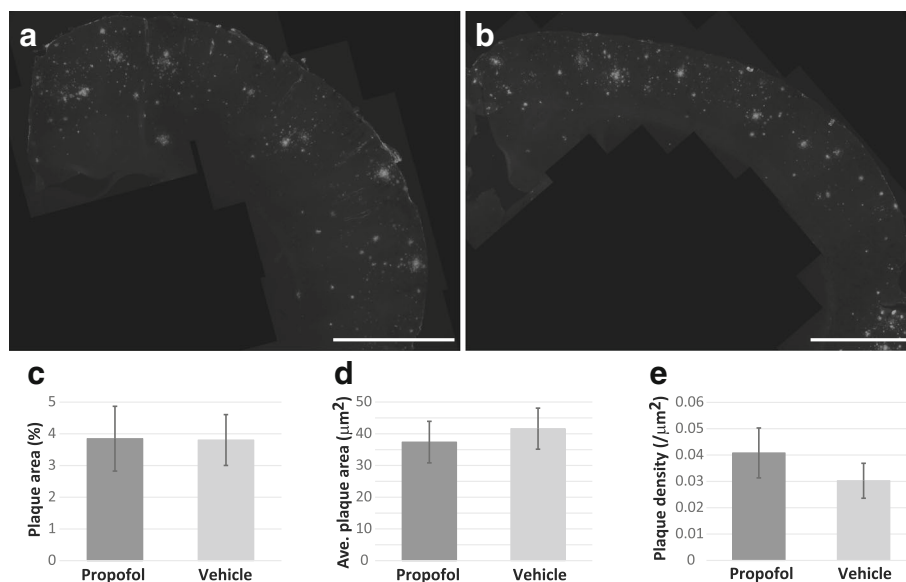 a
b
c
Plaque area (%)
5
4
3
2
1
0
Propofol Vehicle
d
Ave. plaque area (μm²)
50
40
30
20
10
0
Propofol Vehicle
e
Plaque density (/μm²)
0.06
0.05
0.04
0.03
0.02
0.01
0
Propofol Vehicle